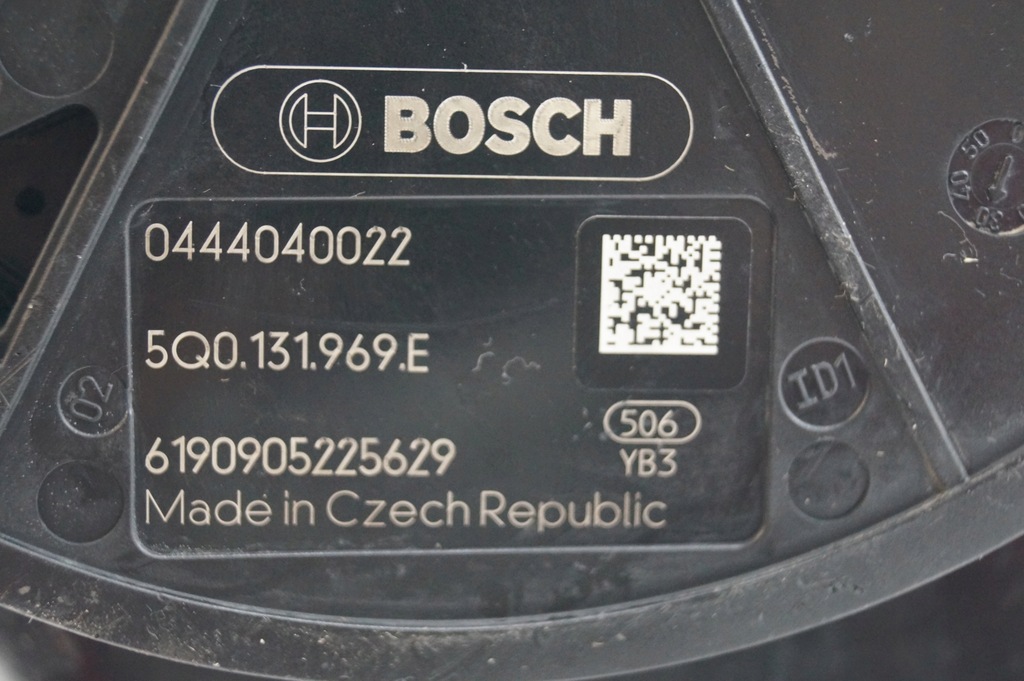 BOSCH
0444040022
5Q0.131.969.E
02
ID1
506
YB3
6190905225629
Made in Czech Republic